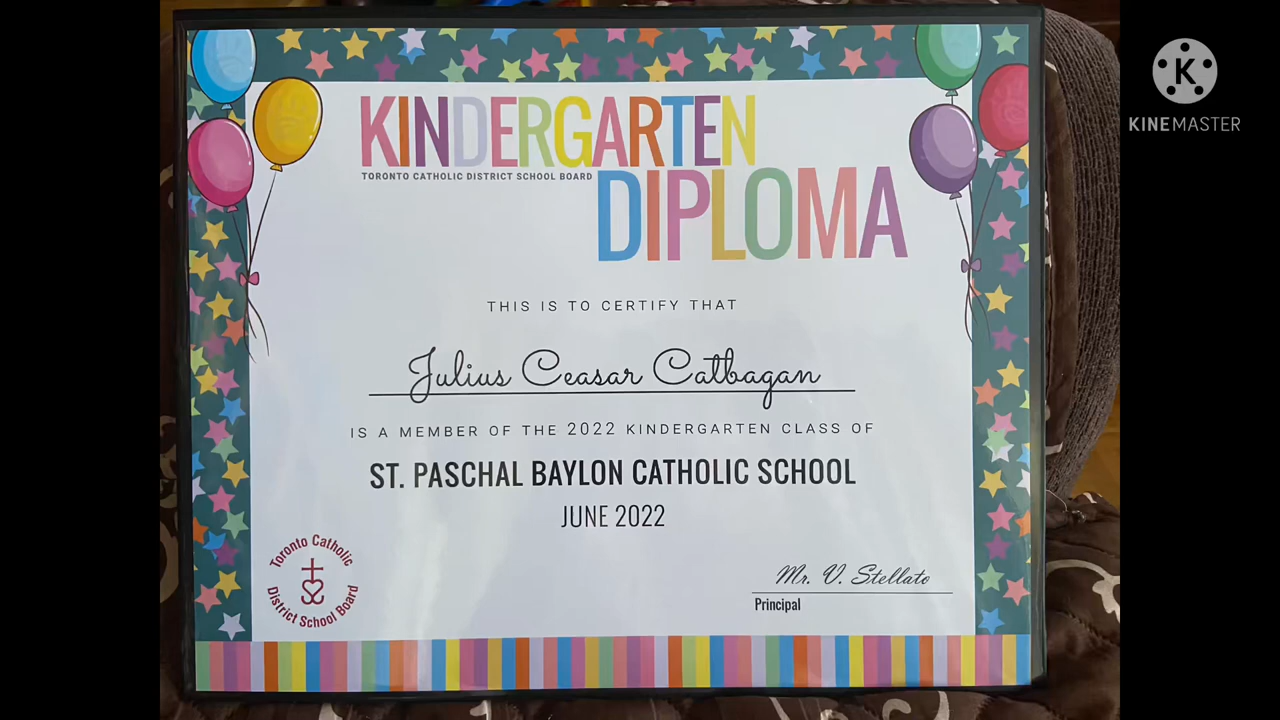 KINDERGARTEN
TORONTO CATHOLIC DISTRICT SCHOOL BOARD
DIPLOMA
THIS IS TO CERTIFY THAT
Julius Ceasar Catbagan
IS A MEMBER OF THE 2022 KINDERGARTEN CLASS OF
ST. PASCHAL BAYLON CATHOLIC SCHOOL
JUNE 2022
Toronto Catholic
District School Board
Mr. V. Stellato
Principal
K
KINEMASTER